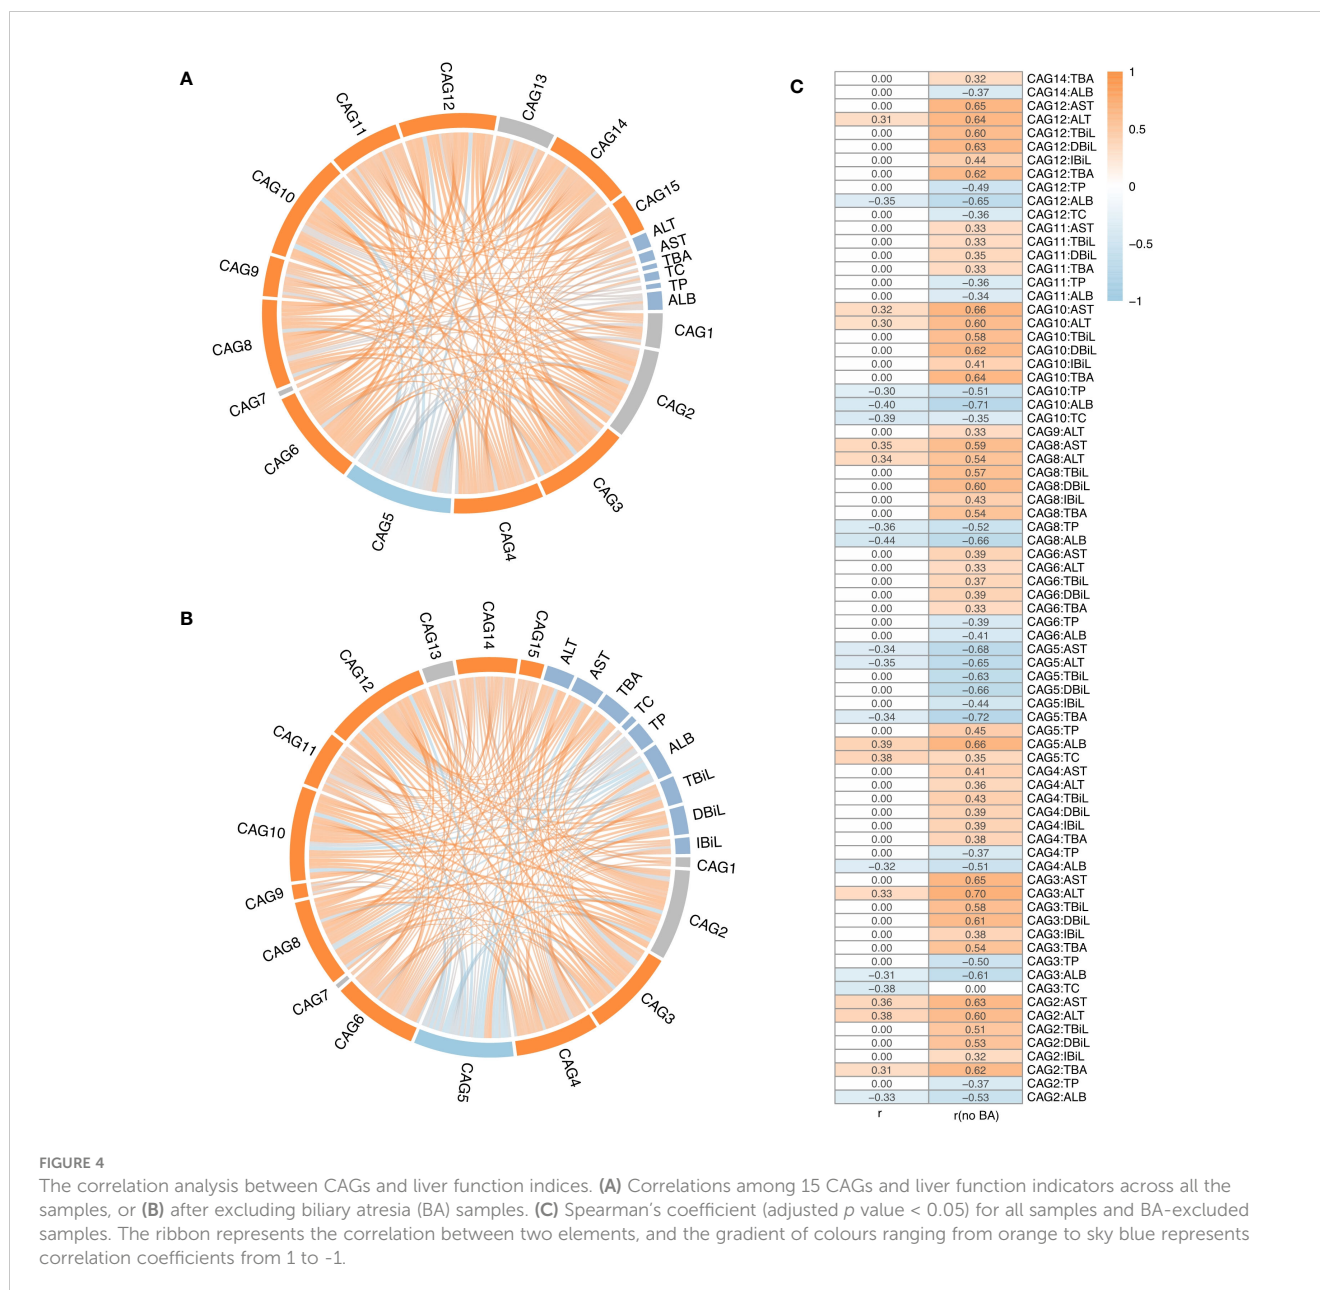 A
CAG13
CAG12
CAG11
CAG14
CAG10
CAG15
ALT
AST
TBA
TC
TP
ALB
CAG9
CAG1
CAG8
CAG2
CAG7
CAG6
CAG3
CAG5
CAG4
B
CAG14
CAG13
CAG15
ALT
AST
TBA
TC
TP
ALB
CAG12
CAG11
TBiL
DBiL
IBiL
CAG10
CAG1
CAG9
CAG2
CAG8
CAG7
CAG6
CAG3
CAG5
CAG4
C
0.00 0.32 CAG14:TBA
0.00 −0.37 CAG14:ALB
0.00 0.65 CAG12:AST
0.31 0.64 CAG12:ALT
0.00 0.60 CAG12:TBiL
0.00 0.63 CAG12:DBiL
0.00 0.44 CAG12:IBiL
0.00 0.62 CAG12:TBA
0.00 −0.49 CAG12:TP
−0.35 −0.65 CAG12:ALB
0.00 −0.36 CAG12:TC
0.00 0.33 CAG11:AST
0.00 0.33 CAG11:TBiL
0.00 0.35 CAG11:DBiL
0.00 0.33 CAG11:TBA
0.00 −0.36 CAG11:TP
0.00 −0.34 CAG11:ALB
0.32 0.66 CAG10:AST
0.30 0.60 CAG10:ALT
0.00 0.58 CAG10:TBiL
0.00 0.62 CAG10:DBiL
0.00 0.41 CAG10:IBiL
0.00 0.64 CAG10:TBA
−0.30 −0.51 CAG10:TP
−0.40 −0.71 CAG10:ALB
−0.39 −0.35 CAG10:TC
0.00 0.33 CAG9:ALT
0.35 0.59 CAG8:AST
0.34 0.54 CAG8:ALT
0.00 0.57 CAG8:TBiL
0.00 0.60 CAG8:DBiL
0.00 0.43 CAG8:IBiL
0.00 0.54 CAG8:TBA
−0.36 −0.52 CAG8:TP
−0.44 −0.66 CAG8:ALB
0.00 0.39 CAG6:AST
0.00 0.33 CAG6:ALT
0.00 0.37 CAG6:TBiL
0.00 0.39 CAG6:DBiL
0.00 0.33 CAG6:TBA
0.00 −0.39 CAG6:TP
0.00 −0.41 CAG6:ALB
−0.34 −0.68 CAG5:AST
−0.35 −0.65 CAG5:ALT
0.00 −0.63 CAG5:TBiL
0.00 −0.66 CAG5:DBiL
0.00 −0.44 CAG5:IBiL
−0.34 −0.72 CAG5:TBA
0.00 0.45 CAG5:TP
0.39 0.66 CAG5:ALB
0.38 0.35 CAG5:TC
0.00 0.41 CAG4:AST
0.00 0.36 CAG4:ALT
0.00 0.43 CAG4:TBiL
0.00 0.39 CAG4:DBiL
0.00 0.39 CAG4:IBiL
0.00 0.38 CAG4:TBA
0.00 −0.37 CAG4:TP
−0.32 −0.51 CAG4:ALB
0.00 0.65 CAG3:AST
0.33 0.70 CAG3:ALT
0.00 0.58 CAG3:TBiL
0.00 0.61 CAG3:DBiL
0.00 0.38 CAG3:IBiL
0.00 0.54 CAG3:TBA
0.00 −0.50 CAG3:TP
−0.31 −0.61 CAG3:ALB
−0.38 0.00 CAG3:TC
0.36 0.63 CAG2:AST
0.38 0.60 CAG2:ALT
0.00 0.51 CAG2:TBiL
0.00 0.53 CAG2:DBiL
0.00 0.32 CAG2:IBiL
0.31 0.62 CAG2:TBA
0.00 −0.37 CAG2:TP
−0.33 −0.53 CAG2:ALB
r r(no BA)
1
0.5
0
−0.5
−1
FIGURE 4
The correlation analysis between CAGs and liver function indices. (A) Correlations among 15 CAGs and liver function indicators across all the
samples, or (B) after excluding biliary atresia (BA) samples. (C) Spearman's coefficient (adjusted p value < 0.05) for all samples and BA-excluded
samples. The ribbon represents the correlation between two elements, and the gradient of colours ranging from orange to sky blue represents
correlation coefficients from 1 to -1.